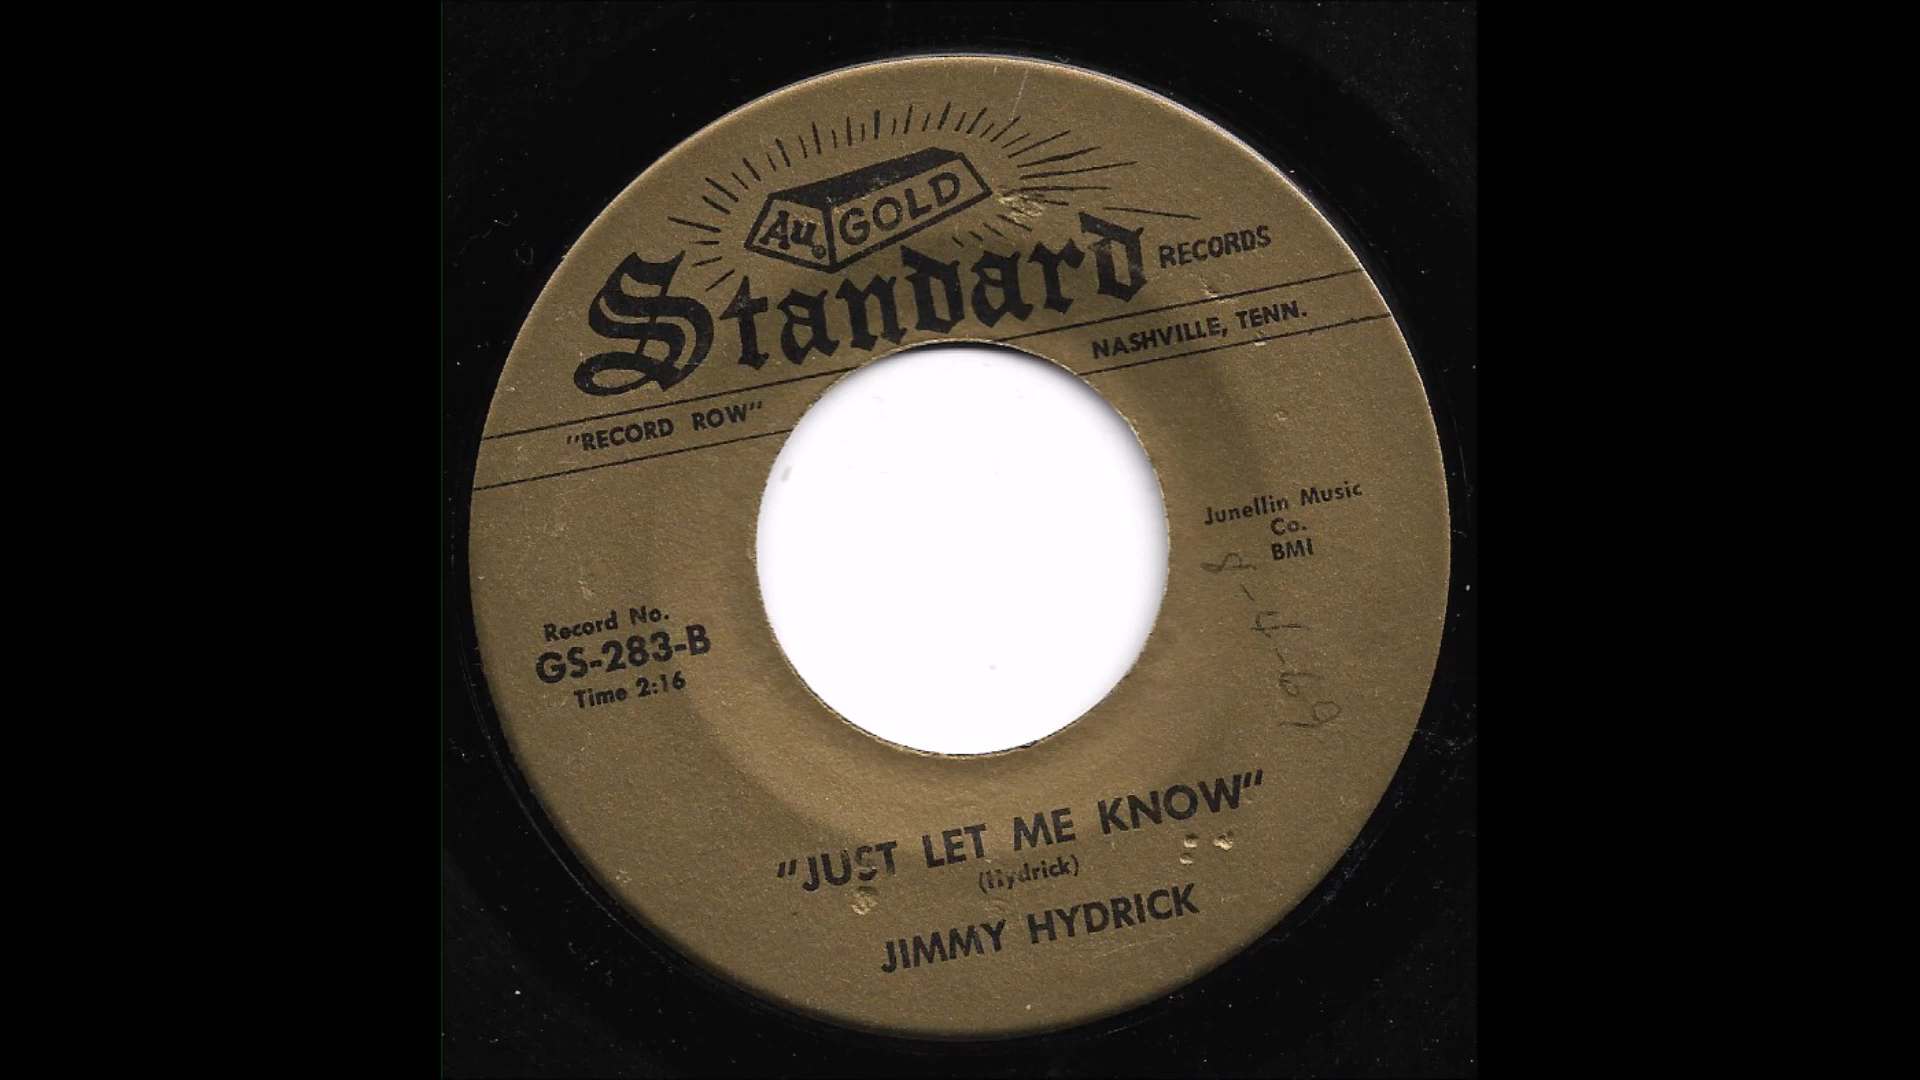 Au.
GOLD
Standard RECORDS
NASHVILLE, TENN.
"RECORD ROW"
Junellin Music
Co.
BMI
Record No.
GS-283-B
Time 2:16
"JUST LET ME KNOW"
(Hydrick)
JIMMY HYDRICK